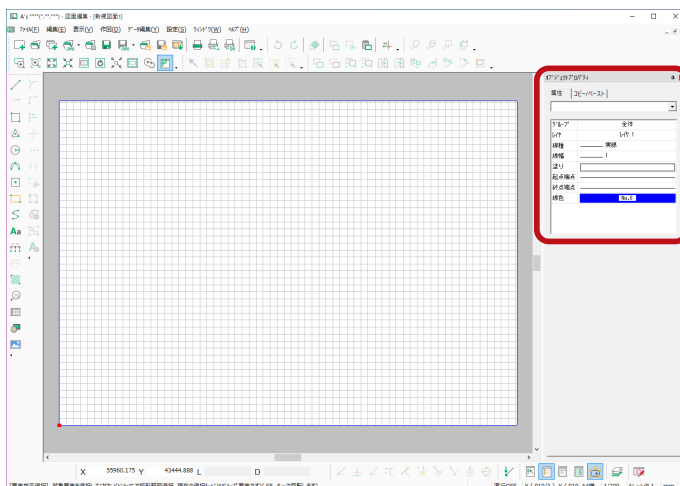 A's ****(*,**,***) - 図面編集 - [新規図面1]
ﾌｧｲﾙ(F) 編集(E) 表示(V) 作図(D) ﾃﾞｰﾀ編集(Y) 設定(S) ｳｨﾝﾄﾞｳ(W) ﾍﾙﾌﾟ(H)
ｵﾌﾞｼﾞｪｸﾄﾌﾟﾛﾊﾟﾃｨ
属性 ｺﾋﾟｰ/ﾍﾟｰｽﾄ
ｸﾞﾙｰﾌﾟ 全体
ﾚｲﾔ ﾚｲﾔ 1
線種 実線
線幅 1
塗り
起点端点
終点端点
線色 No.6
Aa
X 55960.175 Y 43444.888 L D